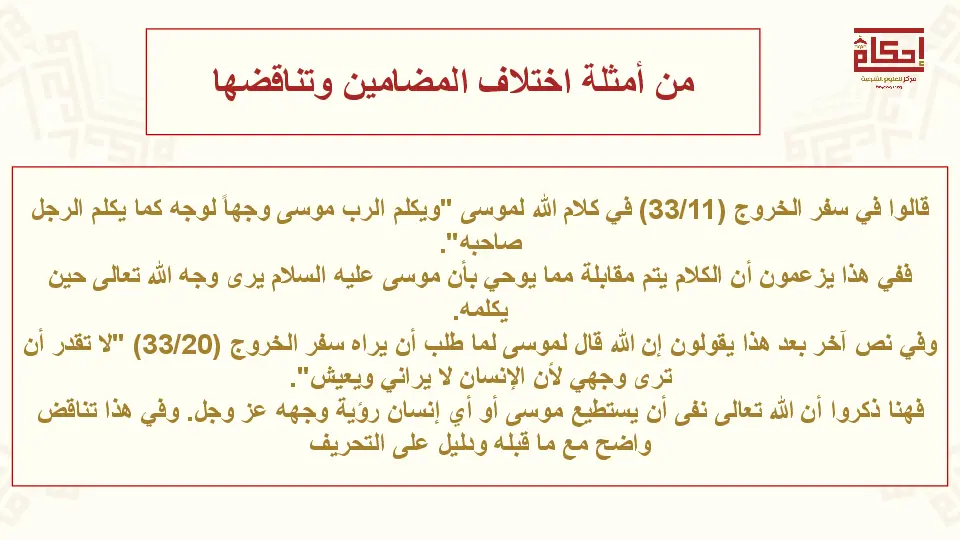 إحكام
مركز للعلوم الشرعية
من أمثلة اختلاف المضامين وتناقضها
قالوا في سفر الخروج (33/11) في كلام الله لموسى "ويكلم الرب موسى وجهاً لوجه كما يكلم الرجل
صاحبه".
ففي هذا يزعمون أن الكلام يتم مقابلة مما يوحي بأن موسى عليه السلام يرى وجه الله تعالى حين
يكلمه.
وفي نص آخر بعد هذا يقولون إن الله قال لموسى لما طلب أن يراه سفر الخروج (33/20) "لا تقدر أن
ترى وجهي لأن الإنسان لا يراني ويعيش".
فهنا ذكروا أن الله تعالى نفى أن يستطيع موسى أو أي إنسان رؤية وجهه عز وجل. وفي هذا تناقض
واضح مع ما قبله ودليل على التحريف